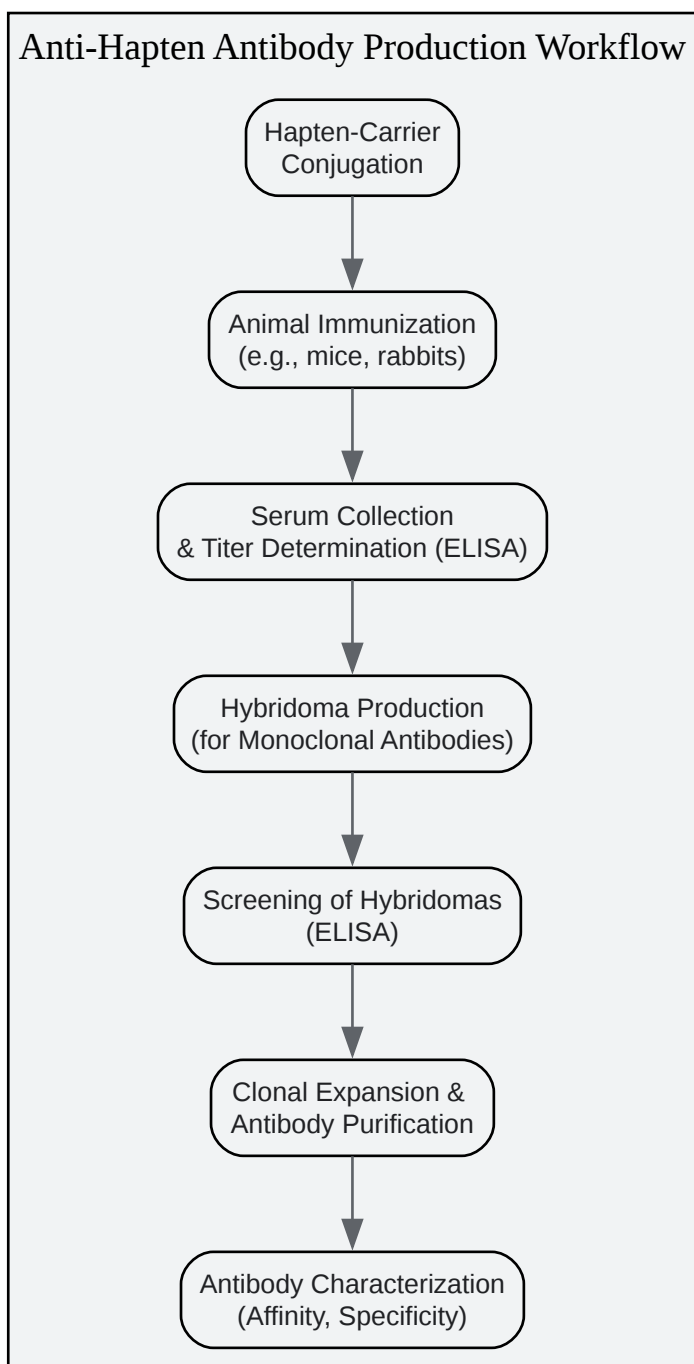 Anti-Hapten Antibody Production Workflow
Hapten-Carrier
Conjugation
Animal Immunization
(e.g., mice, rabbits)
Serum Collection
& Titer Determination (ELISA)
Hybridoma Production
(for Monoclonal Antibodies)
Screening of Hybridomas
(ELISA)
Clonal Expansion &
Antibody Purification
Antibody Characterization
(Affinity, Specificity)